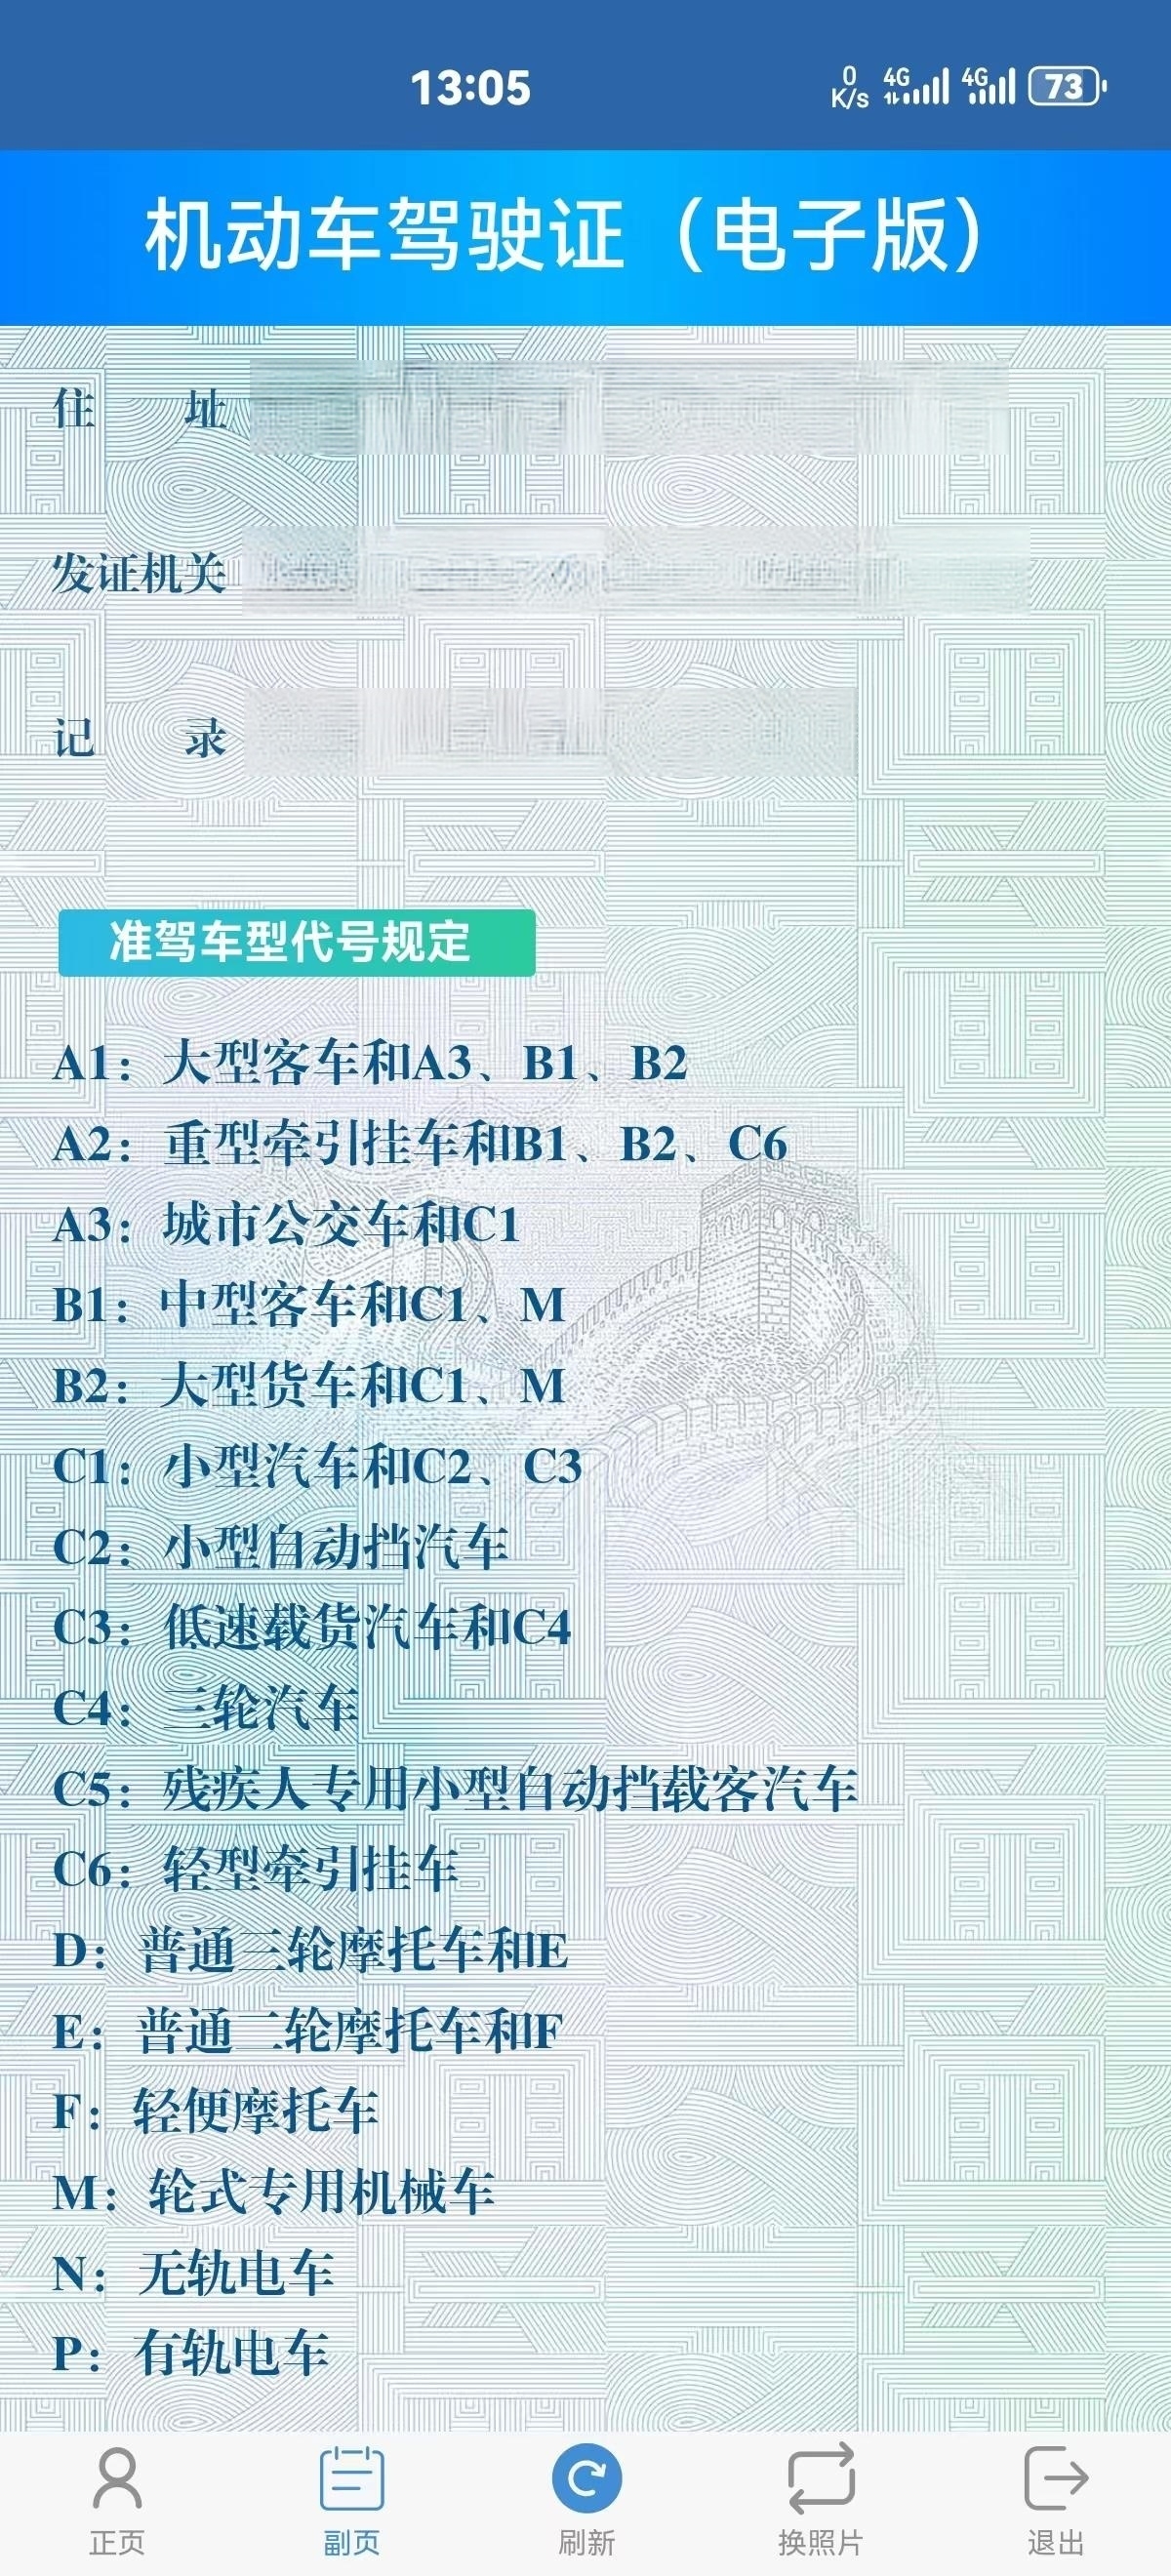 13:05
0 K/s 4G 4G 73
机动车驾驶证（电子版）
住 址
发证机关
记 录
准驾车型代号规定
A1：大型客车和A3、B1、B2
A2：重型牵引挂车和B1、B2、C6
A3：城市公交车和C1
B1：中型客车和C1、M
B2：大型货车和C1、M
C1：小型汽车和C2、C3
C2：小型自动挡汽车
C3：低速载货汽车和C4
C4：三轮汽车
C5：残疾人专用小型自动挡载客汽车
C6：轻型牵引挂车
D：普通三轮摩托车和E
E：普通二轮摩托车和F
F：轻便摩托车
M：轮式专用机械车
N：无轨电车
P：有轨电车
正页 副页 刷新 换照片 退出